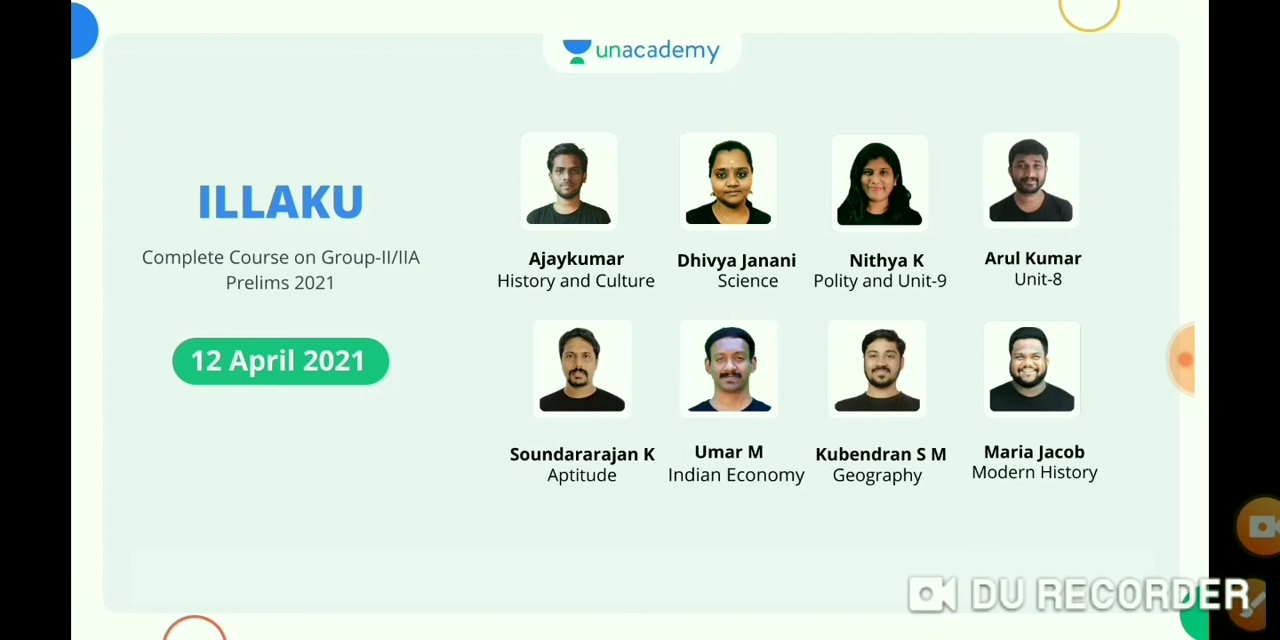 unacademy
ILLAKU
Complete Course on Group-II/IIA
Prelims 2021
12 April 2021
Ajaykumar
History and Culture
Dhivya Janani
Science
Nithya K
Polity and Unit-9
Arul Kumar
Unit-8
Soundararajan K
Aptitude
Umar M
Indian Economy
Kubendran S M
Geography
Maria Jacob
Modern History
DU RECORDER